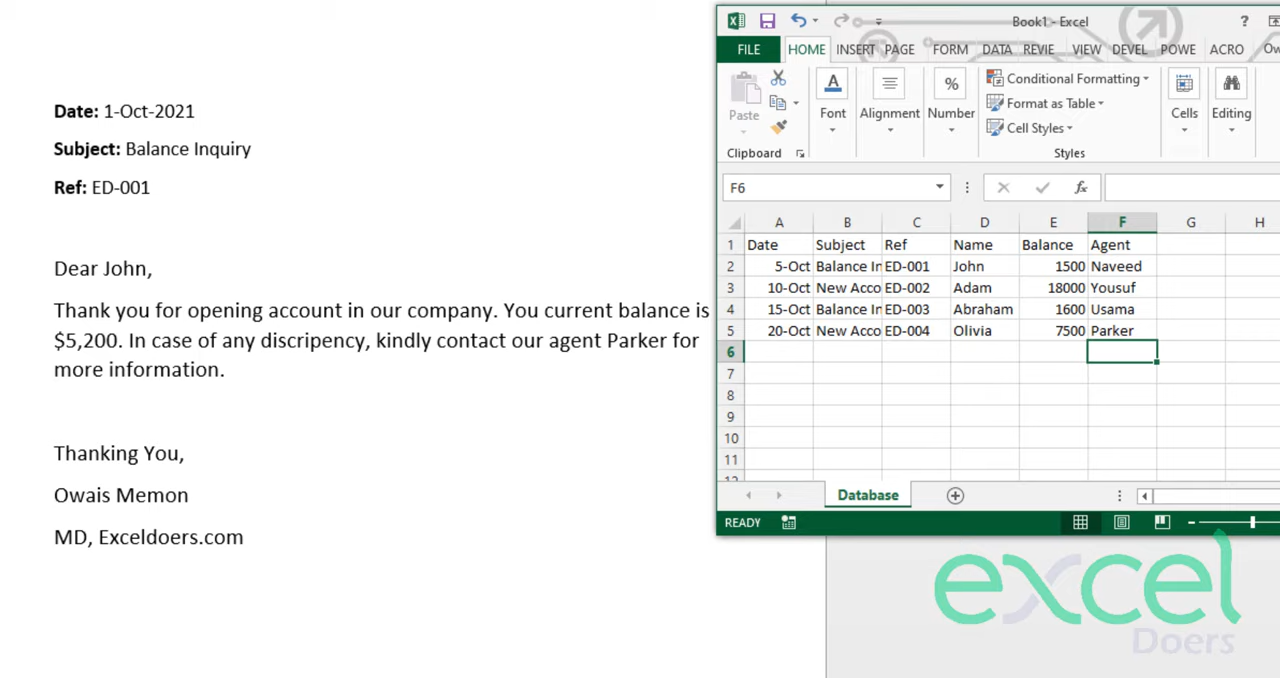 Date: 1-Oct-2021
Subject: Balance Inquiry
Ref: ED-001
Dear John,
Thank you for opening account in our company. You current balance is
$5,200. In case of any discripency, kindly contact our agent Parker for
more information.
Thanking You,
Owais Memon
MD, Exceldoers.com
Book1 - Excel ?
FILE HOME INSERT PAGE FORM DATA REVIE VIEW DEVEL POWE ACRO Ow
Paste
Font
Alignment
%
Number
Conditional Formatting
Format as Table
Cell Styles
Cells
Editing
Clipboard
Styles
F6
fx
A B C D E F G H
1 Date Subject Ref Name Balance Agent
2 5-Oct Balance In ED-001 John 1500 Naveed
3 10-Oct New Acco ED-002 Adam 18000 Yousuf
4 15-Oct Balance In ED-003 Abraham 1600 Usama
5 20-Oct New Acco ED-004 Olivia 7500 Parker
6
7
8
9
10
11
12
Database
READY
excel
Doers